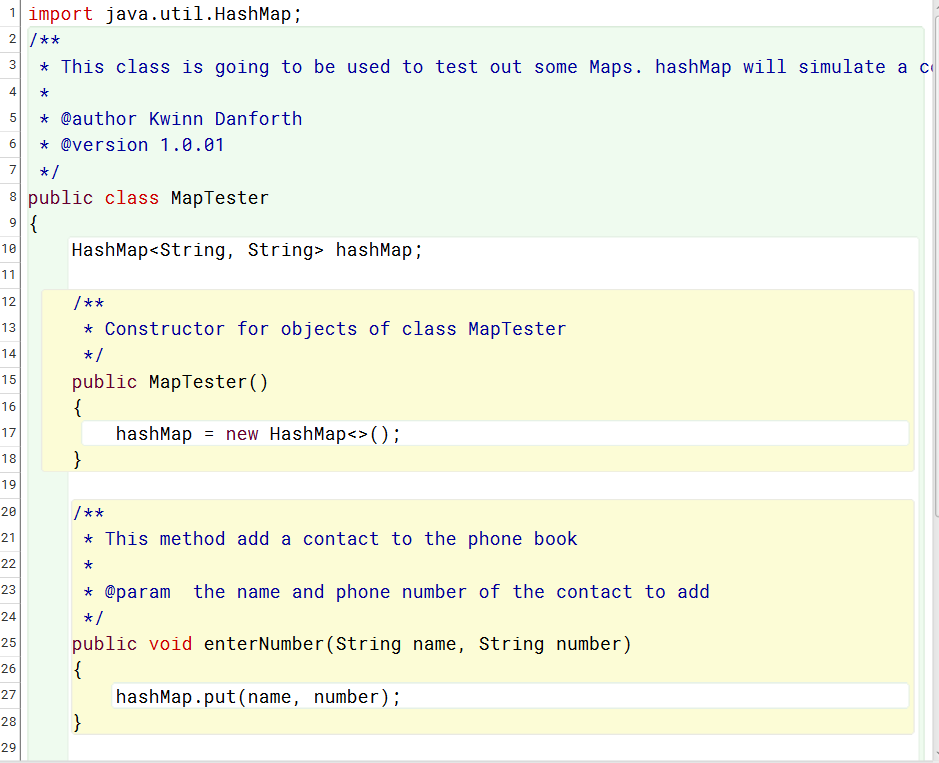 1 import java.util.HashMap;
2 /**
3  * This class is going to be used to test out some Maps. hashMap will simulate a
4  *
5  * @author Kwinn Danforth
6  * @version 1.0.01
7  */
8 public class MapTester
9 {
10     HashMap<String, String> hashMap;
11
12     /**
13      * Constructor for objects of class MapTester
14      */
15     public MapTester()
16     {
17         hashMap = new HashMap<>();
18     }
19
20     /**
21      * This method add a contact to the phone book
22      *
23      * @param  the name and phone number of the contact to add
24      */
25     public void enterNumber(String name, String number)
26     {
27         hashMap.put(name, number);
28     }
29